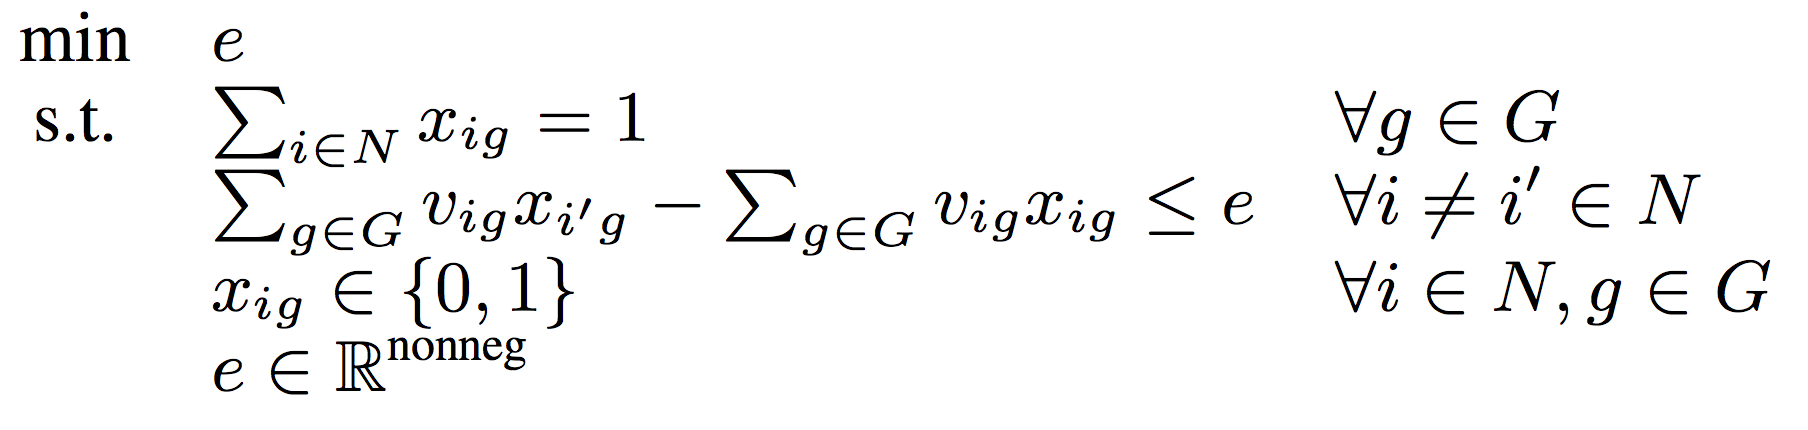 min e
s.t. ∑_{i∈N} x_{ig} = 1 ∀g ∈ G
∑_{g∈G} v_{ig}x_{i′g} − ∑_{g∈G} v_{ig}x_{ig} ≤ e ∀i ≠ i′ ∈ N
x_{ig} ∈ {0, 1} ∀i ∈ N, g ∈ G
e ∈ ℝ^{nonneg}